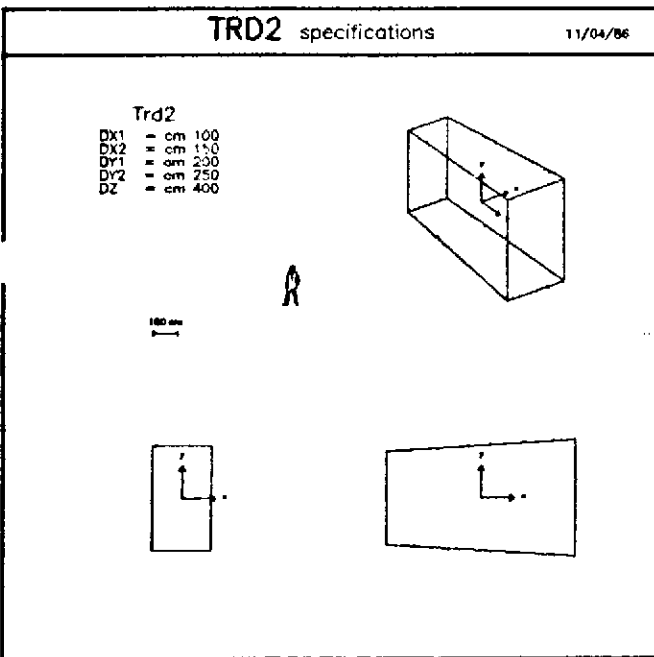 TRD2 specifications 11/04/86
Trd2
DX1 = cm 100
DX2 = cm 150
DY1 = cm 200
DY2 = cm 250
DZ = cm 400
100 cm
y
y
y